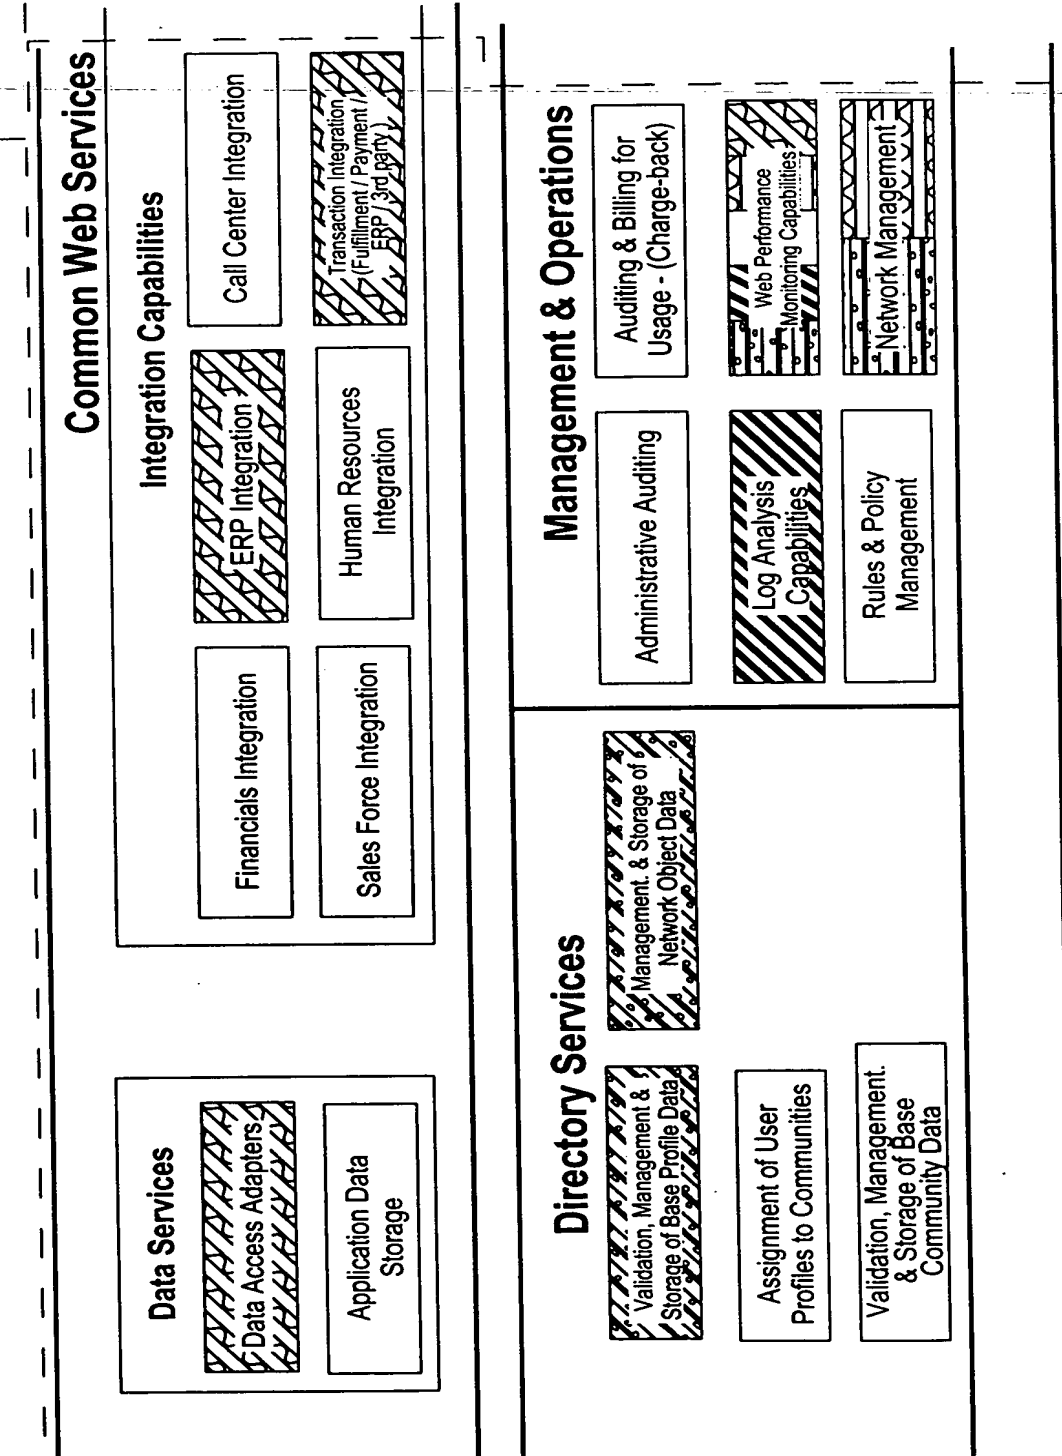 Common Web Services
Data Services
Data Access Adapters
Application Data
Storage
Integration Capabilities
Financials Integration
ERP Integration
Call Center Integration
Sales Force Integration
Human Resources
Integration
Transaction Integration
(Fulfillment / Payment /
ERP / 3rd party)
Directory Services
Validation, Management &
Storage of Base Profile Data
Management. & Storage of
Network Object Data
Assignment of User
Profiles to Communities
Validation, Management.
& Storage of Base
Community Data
Management & Operations
Administrative Auditing
Auditing & Billing for
Usage - (Charge-back)
Log Analysis
Capabilities
Web Performance
Monitoring Capabilities
Rules & Policy
Management
Network Management